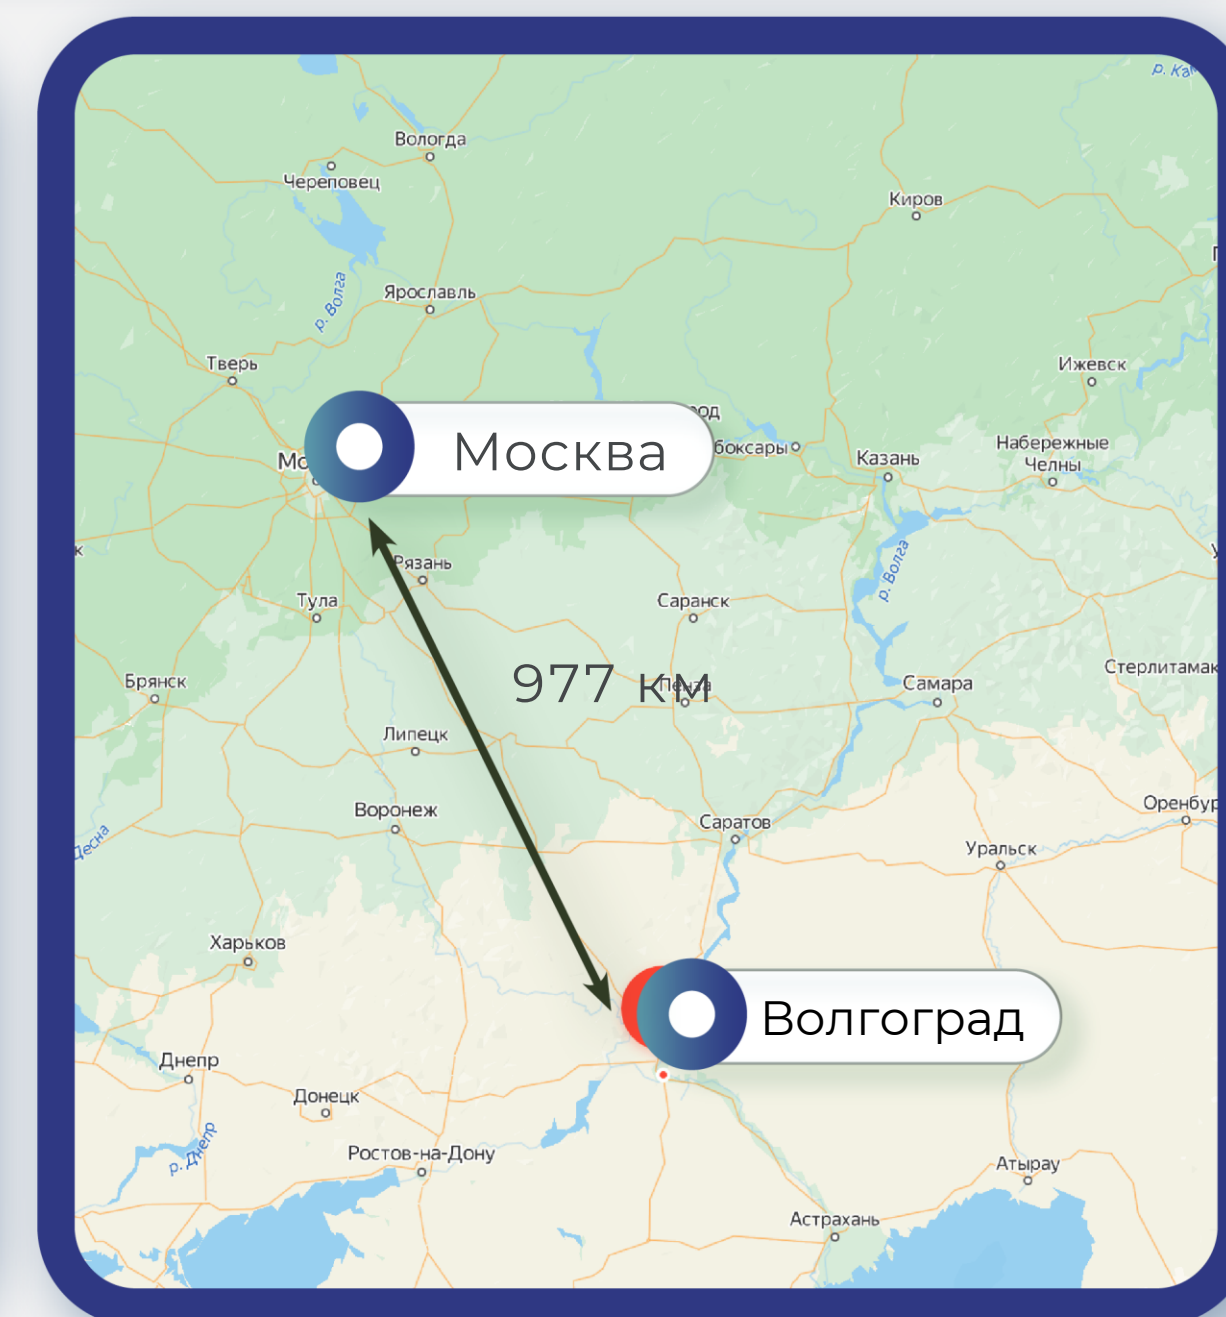 р. Ка
Вологда
Череповец
Киров
р. Волга
Ярославль
Тверь
Ижевск
Мо
Москва
род
боксары
Набережные
Челны
Казань
к
Рязань
р. Волга
Тула
Саранск
977 км
Пенза
Стерлитамак
Брянск
Самара
Липецк
Оренбур
Воронеж
Саратов
Десна
Уральск
Харьков
Волгоград
Днепр
Донецк
р. Днепр
Ростов-на-Дону
Атырау
Астрахань